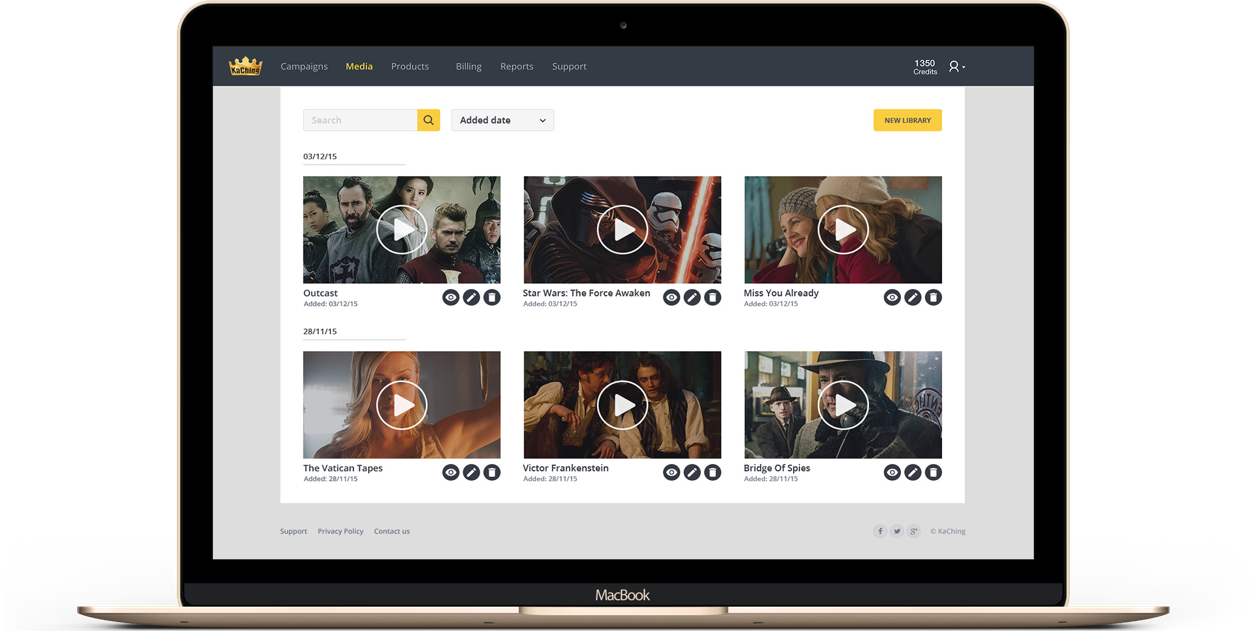 KaChing
Campaigns Media Products Billing Reports Support
1350
Credits
Search
Added date
NEW LIBRARY
03/12/15
Outcast
Added: 03/12/15
Star Wars: The Force Awaken
Added: 03/12/15
Miss You Already
Added: 03/12/15
28/11/15
The Vatican Tapes
Added: 28/11/15
Victor Frankenstein
Added: 28/11/15
Bridge Of Spies
Added: 28/11/15
Support Privacy Policy Contact us
f g+ © KaChing
MacBook